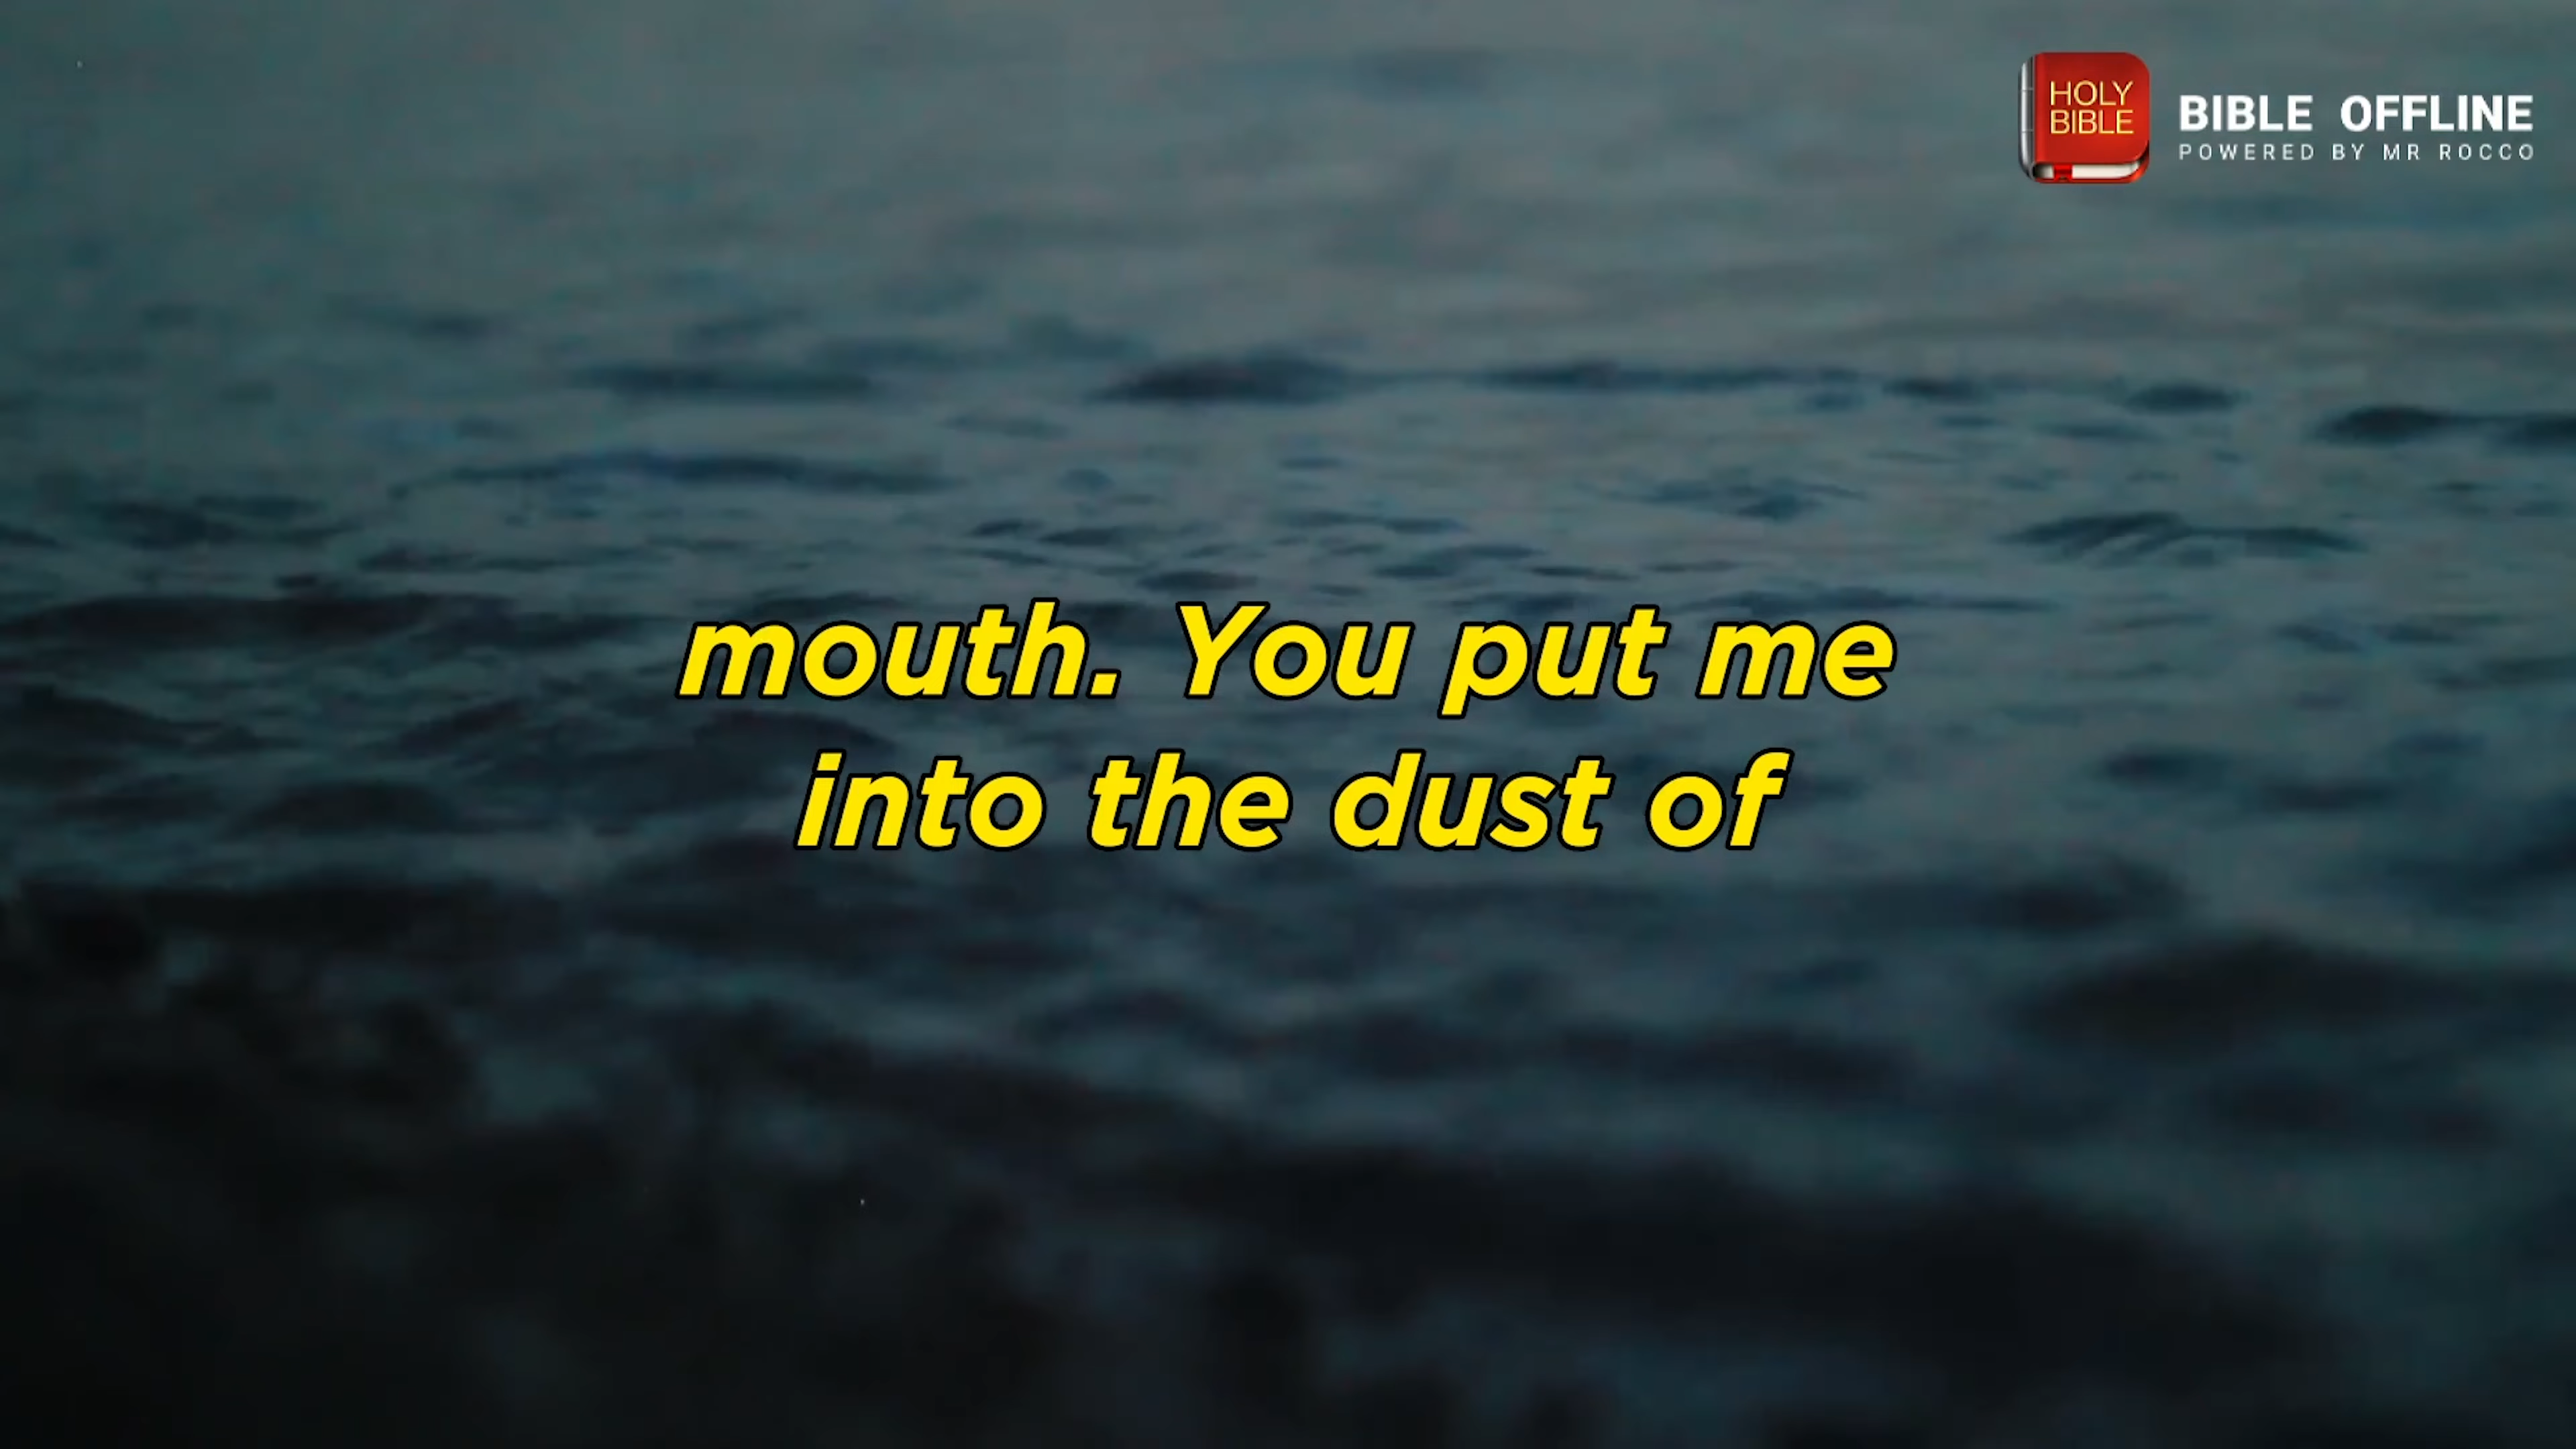 HOLY
BIBLE
BIBLE OFFLINE
POWERED BY MR ROCCO
mouth. You put me
into the dust of